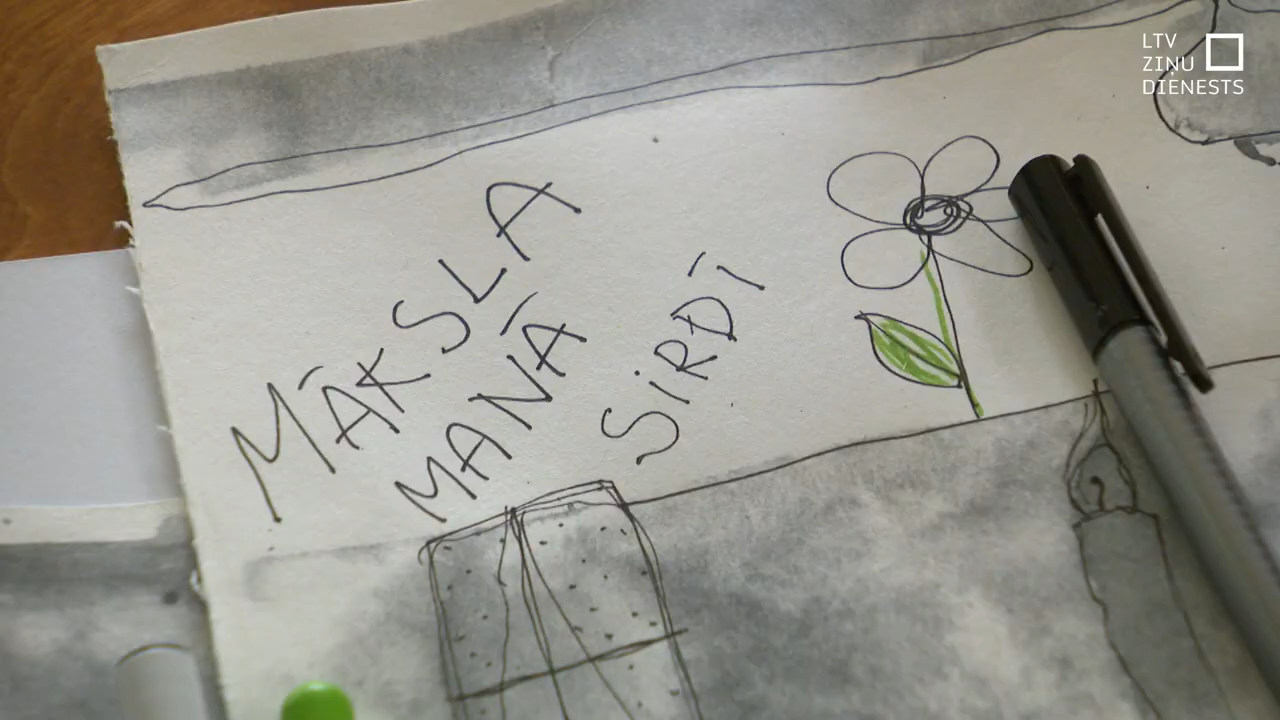 LTV
ZIŅU
DIENESTS
MĀKSLA
MANĀ
SiRDĪ